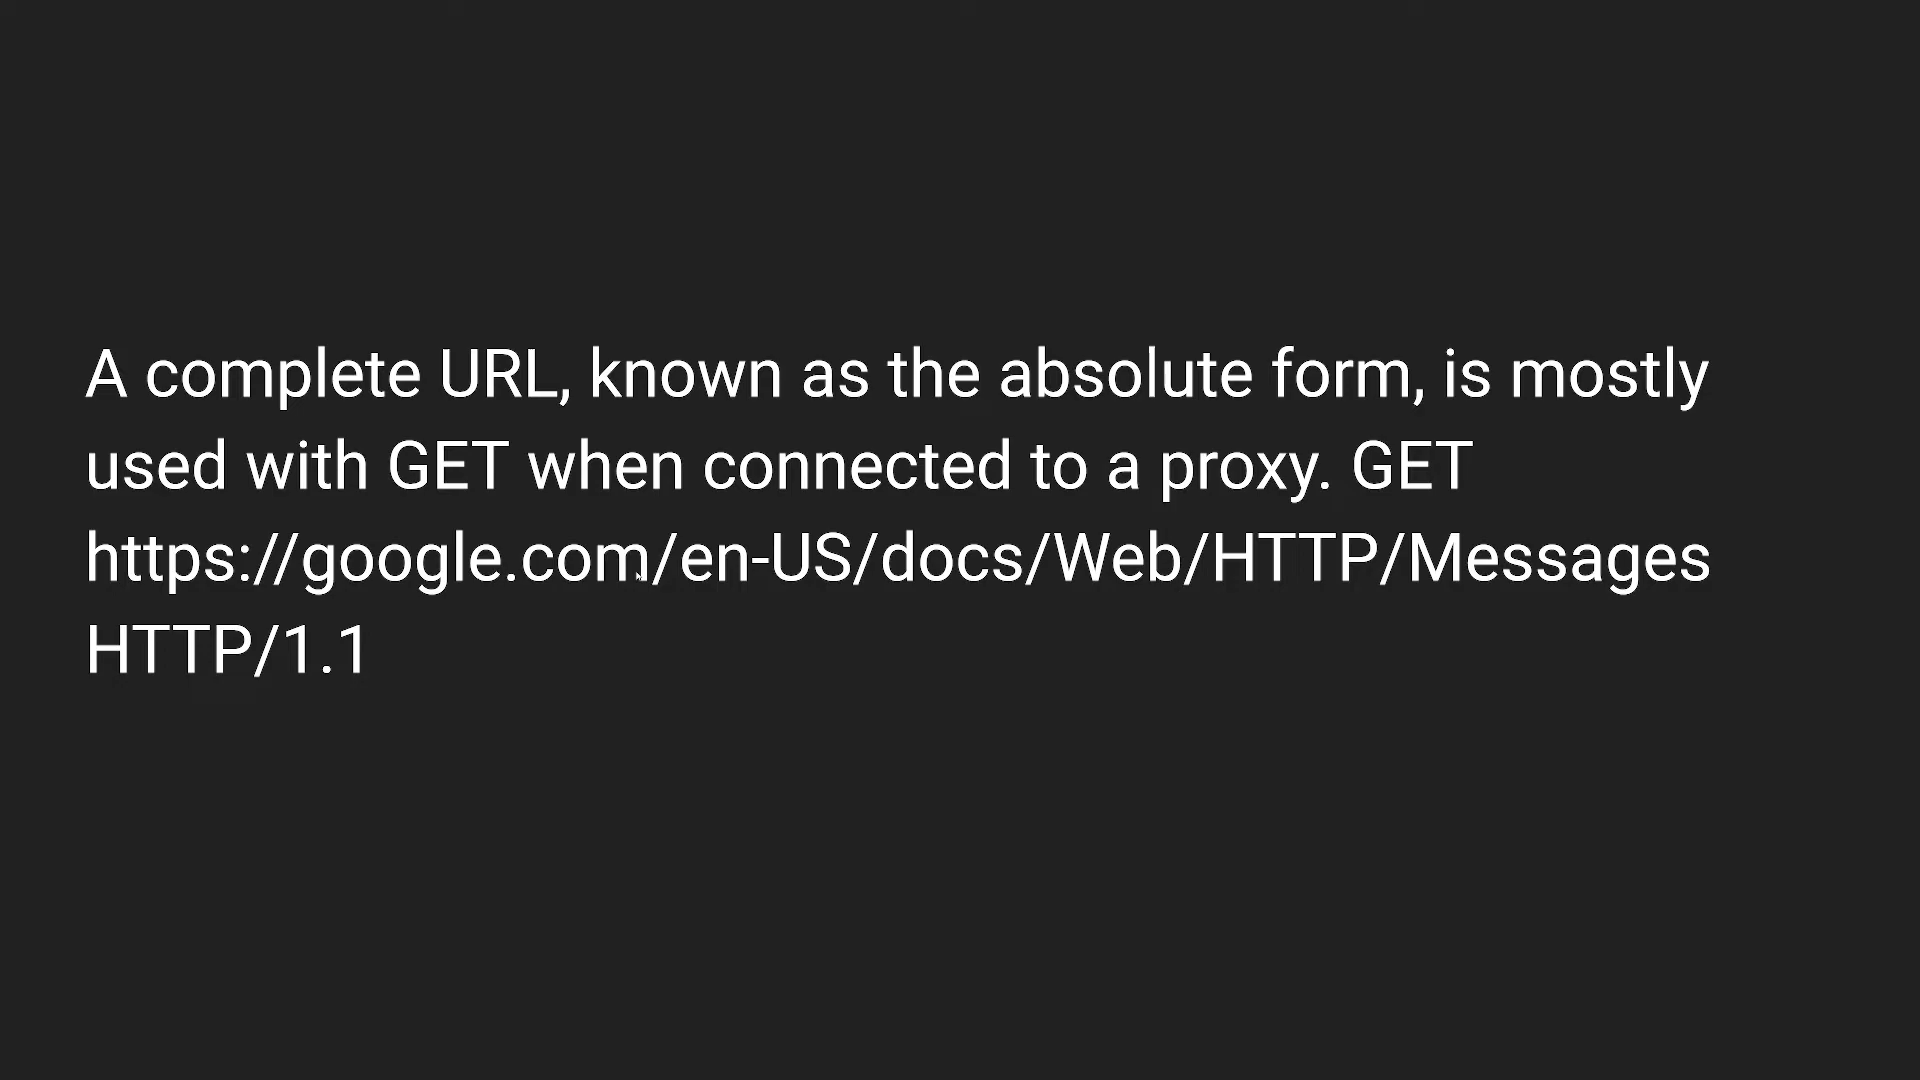 A complete URL, known as the absolute form, is mostly
used with GET when connected to a proxy. GET
https://google.com/en-US/docs/Web/HTTP/Messages
HTTP/1.1